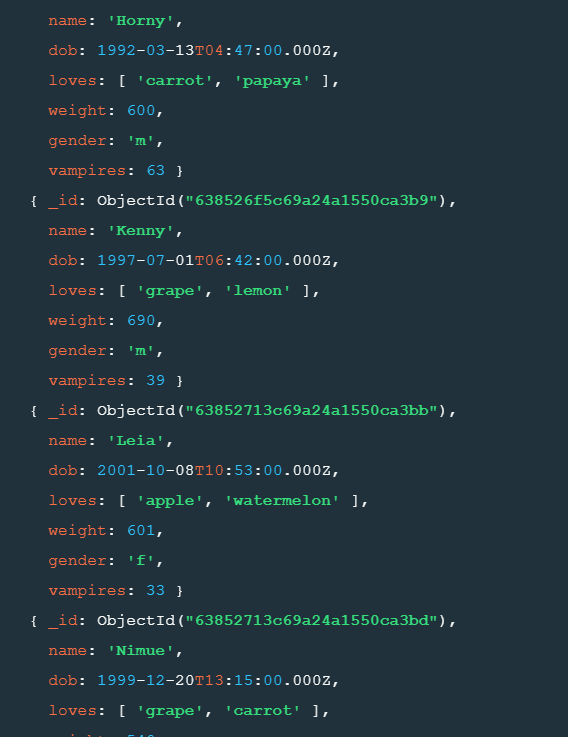 name: 'Horny',
dob: 1992-03-13T04:47:00.000Z,
loves: [ 'carrot', 'papaya' ],
weight: 600,
gender: 'm',
vampires: 63 }
{ _id: ObjectId("638526f5c69a24a1550ca3b9"),
name: 'Kenny',
dob: 1997-07-01T06:42:00.000Z,
loves: [ 'grape', 'lemon' ],
weight: 690,
gender: 'm',
vampires: 39 }
{ _id: ObjectId("63852713c69a24a1550ca3bb"),
name: 'Leia',
dob: 2001-10-08T10:53:00.000Z,
loves: [ 'apple', 'watermelon' ],
weight: 601,
gender: 'f',
vampires: 33 }
{ _id: ObjectId("63852713c69a24a1550ca3bd"),
name: 'Nimue',
dob: 1999-12-20T13:15:00.000Z,
loves: [ 'grape', 'carrot' ],